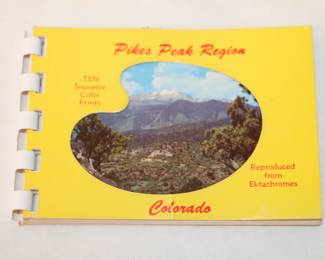 Pikes Peak Region
TEN
Souvenir
Color
Prints
Reproduced
from
Ektachromes
Colorado